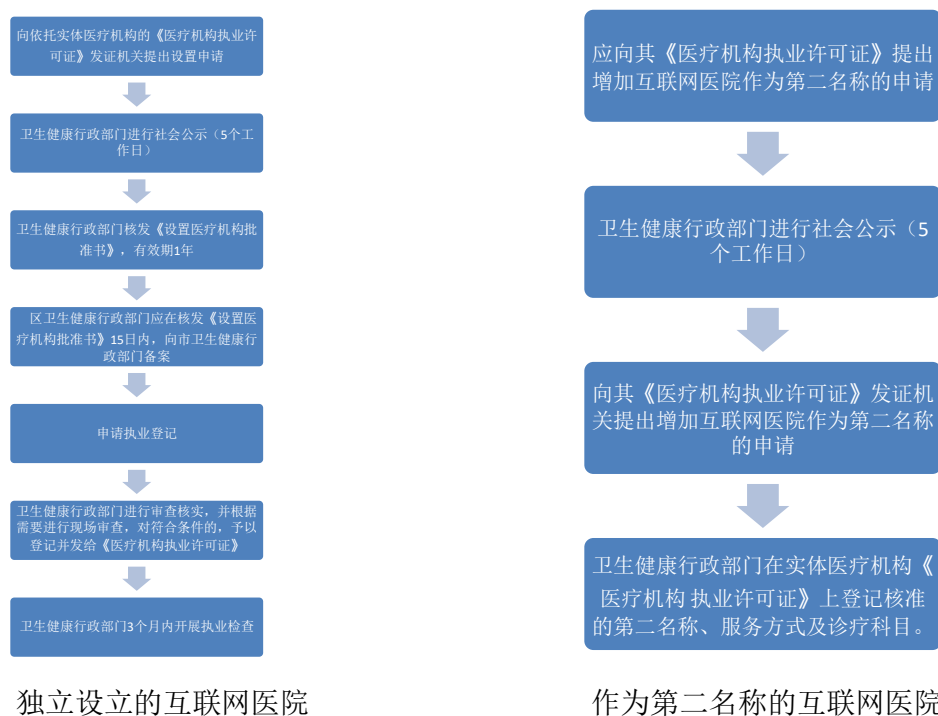 向依托实体医疗机构的《医疗机构执业许
可证》发证机关提出设置申请
卫生健康行政部门进行社会公示（5个工
作日）
卫生健康行政部门核发《设置医疗机构批
准书》，有效期1年
区卫生健康行政部门应在核发《设置医
疗机构批准书》15日内，向市卫生健康行
政部门备案
申请执业登记
卫生健康行政部门进行审查核实，并根据
需要进行现场审查，对符合条件的，予以
登记并发给《医疗机构执业许可证》
卫生健康行政部门3个月内开展执业检查
独立设立的互联网医院
应向其《医疗机构执业许可证》提出
增加互联网医院作为第二名称的申请
卫生健康行政部门进行社会公示（5
个工作日）
向其《医疗机构执业许可证》发证机
关提出增加互联网医院作为第二名称
的申请
卫生健康行政部门在实体医疗机构《
医疗机构 执业许可证》上登记核准
的第二名称、服务方式及诊疗科目。
作为第二名称的互联网医院